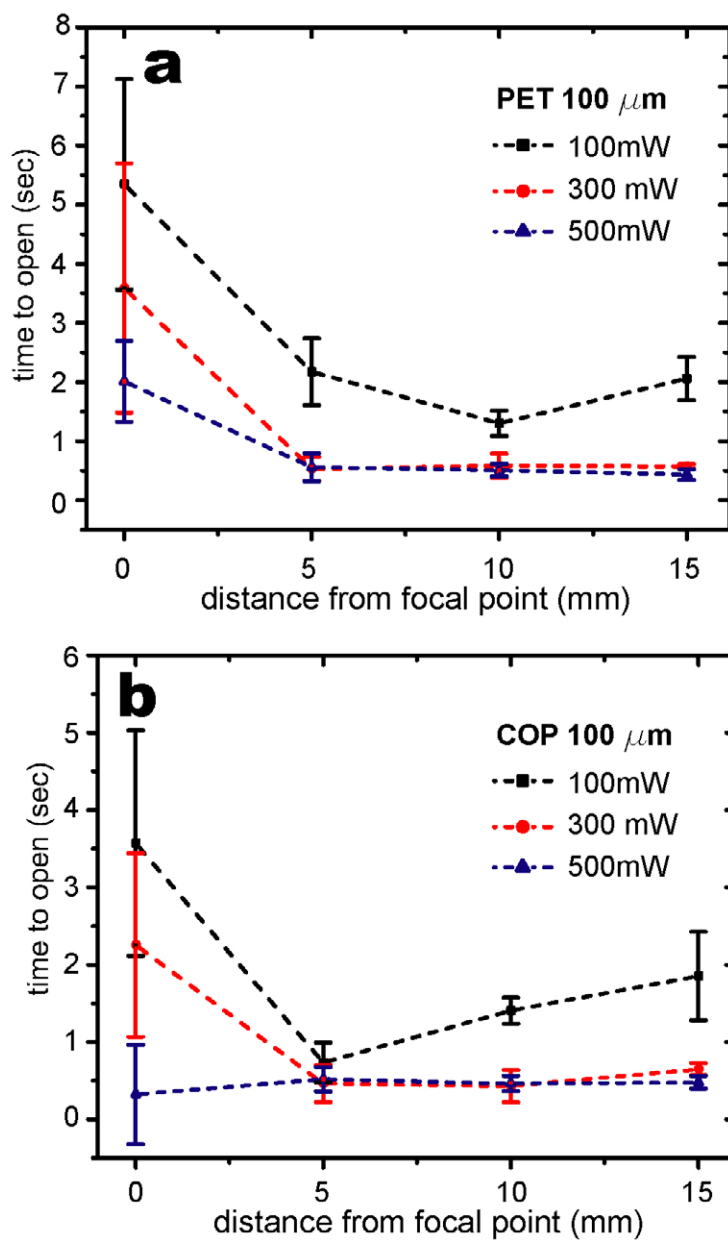 a
PET 100 μm
100mW
300 mW
500mW
time to open (sec)
8
7
6
5
4
3
2
1
0
0 5 10 15
distance from focal point (mm)
b
COP 100 μm
100mW
300 mW
500mW
time to open (sec)
6
5
4
3
2
1
0
0 5 10 15
distance from focal point (mm)